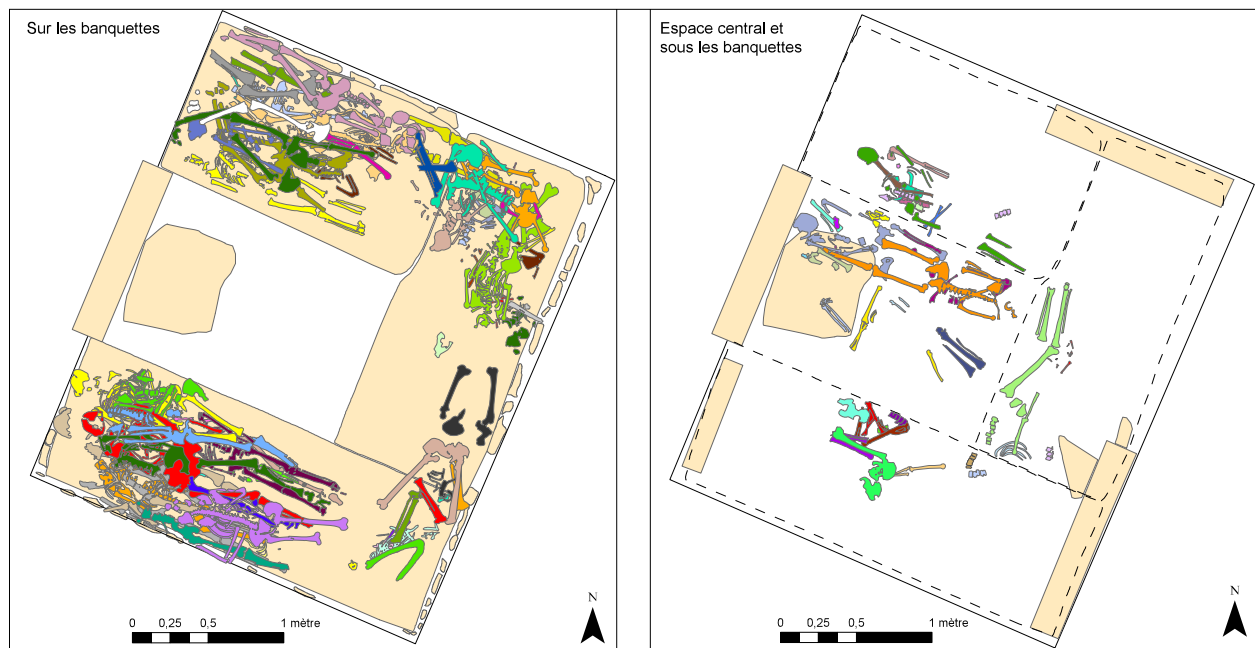 Sur les banquettes
N
0 0,25 0,5 1 mètre
Espace central et
sous les banquettes
N
0 0,25 0,5 1 mètre